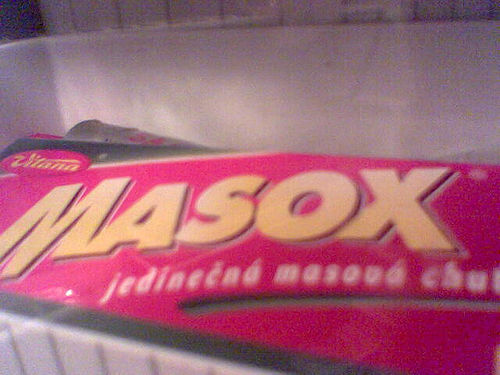 Vitana
MASOX
jedinečná masová chuť